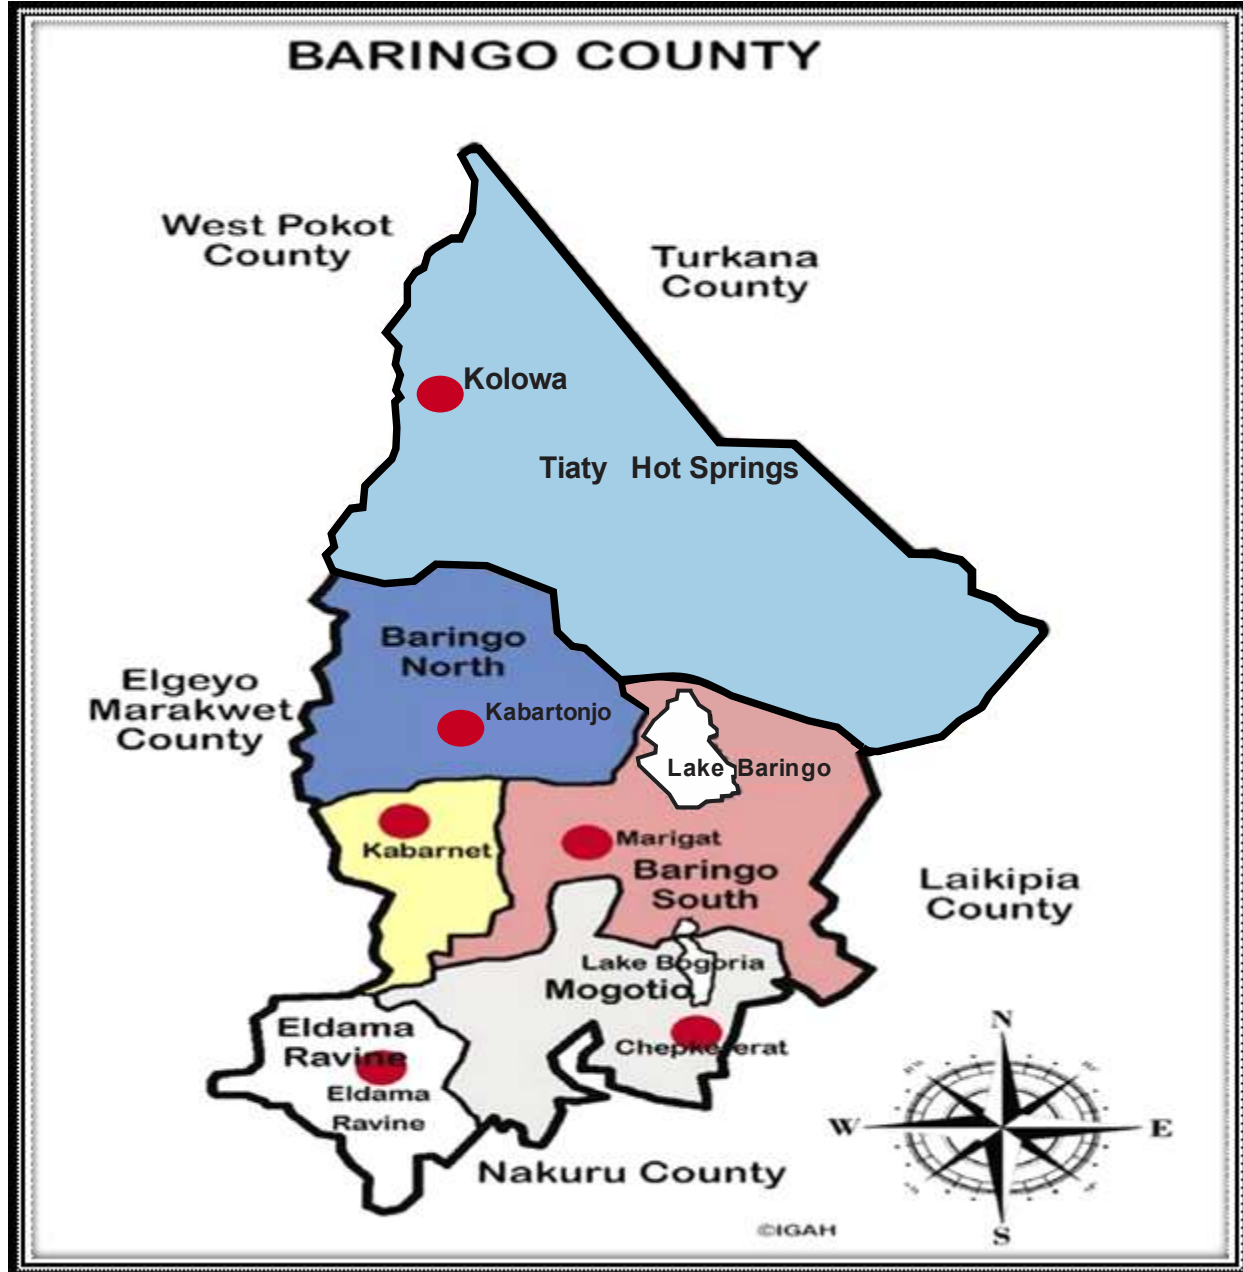 BARINGO COUNTY
West Pokot
County
Turkana
County
Kolowa
Tiaty Hot Springs
Baringo
North
Elgeyo
Marakwet
County
Kabartonjo
Lake Baringo
Marigat
Kabarnet
Baringo
South
Laikipia
County
Lake Bogoria
Mogotio
N
Eldama
Ravine
Eldama
Ravine
W
E
Nakuru County
S
©IGAH